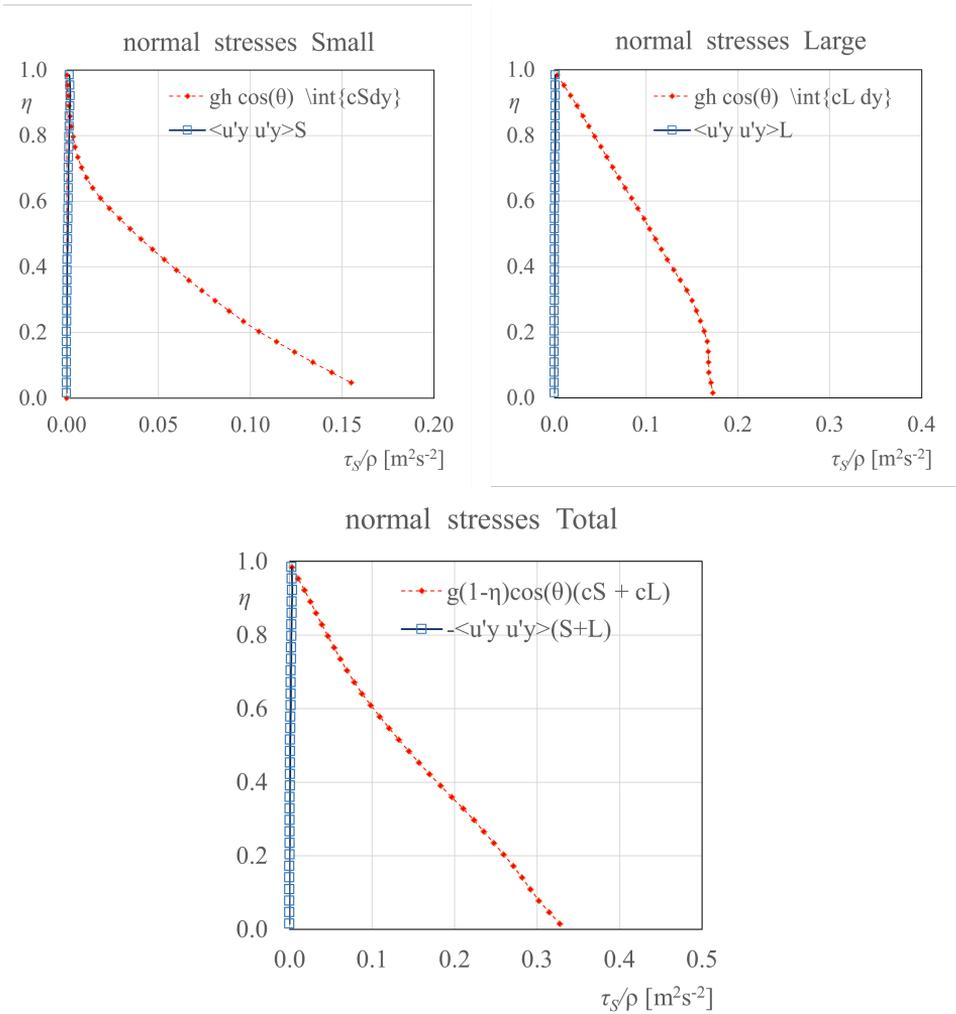 normal stresses Small
1.0
η
0.8
0.6
0.4
0.2
0.0
gh cos(θ) \int{cSdy}
<u'y u'y>S
0.00 0.05 0.10 0.15 0.20
τS/ρ [m2s-2]
normal stresses Large
1.0
η
0.8
0.6
0.4
0.2
0.0
gh cos(θ) \int{cL dy}
<u'y u'y>L
0.0 0.1 0.2 0.3 0.4
τS/ρ [m2s-2]
normal stresses Total
1.0
η
0.8
0.6
0.4
0.2
0.0
g(1-η)cos(θ)(cS + cL)
-<u'y u'y>(S+L)
0.0 0.1 0.2 0.3 0.4 0.5
τS/ρ [m2s-2]